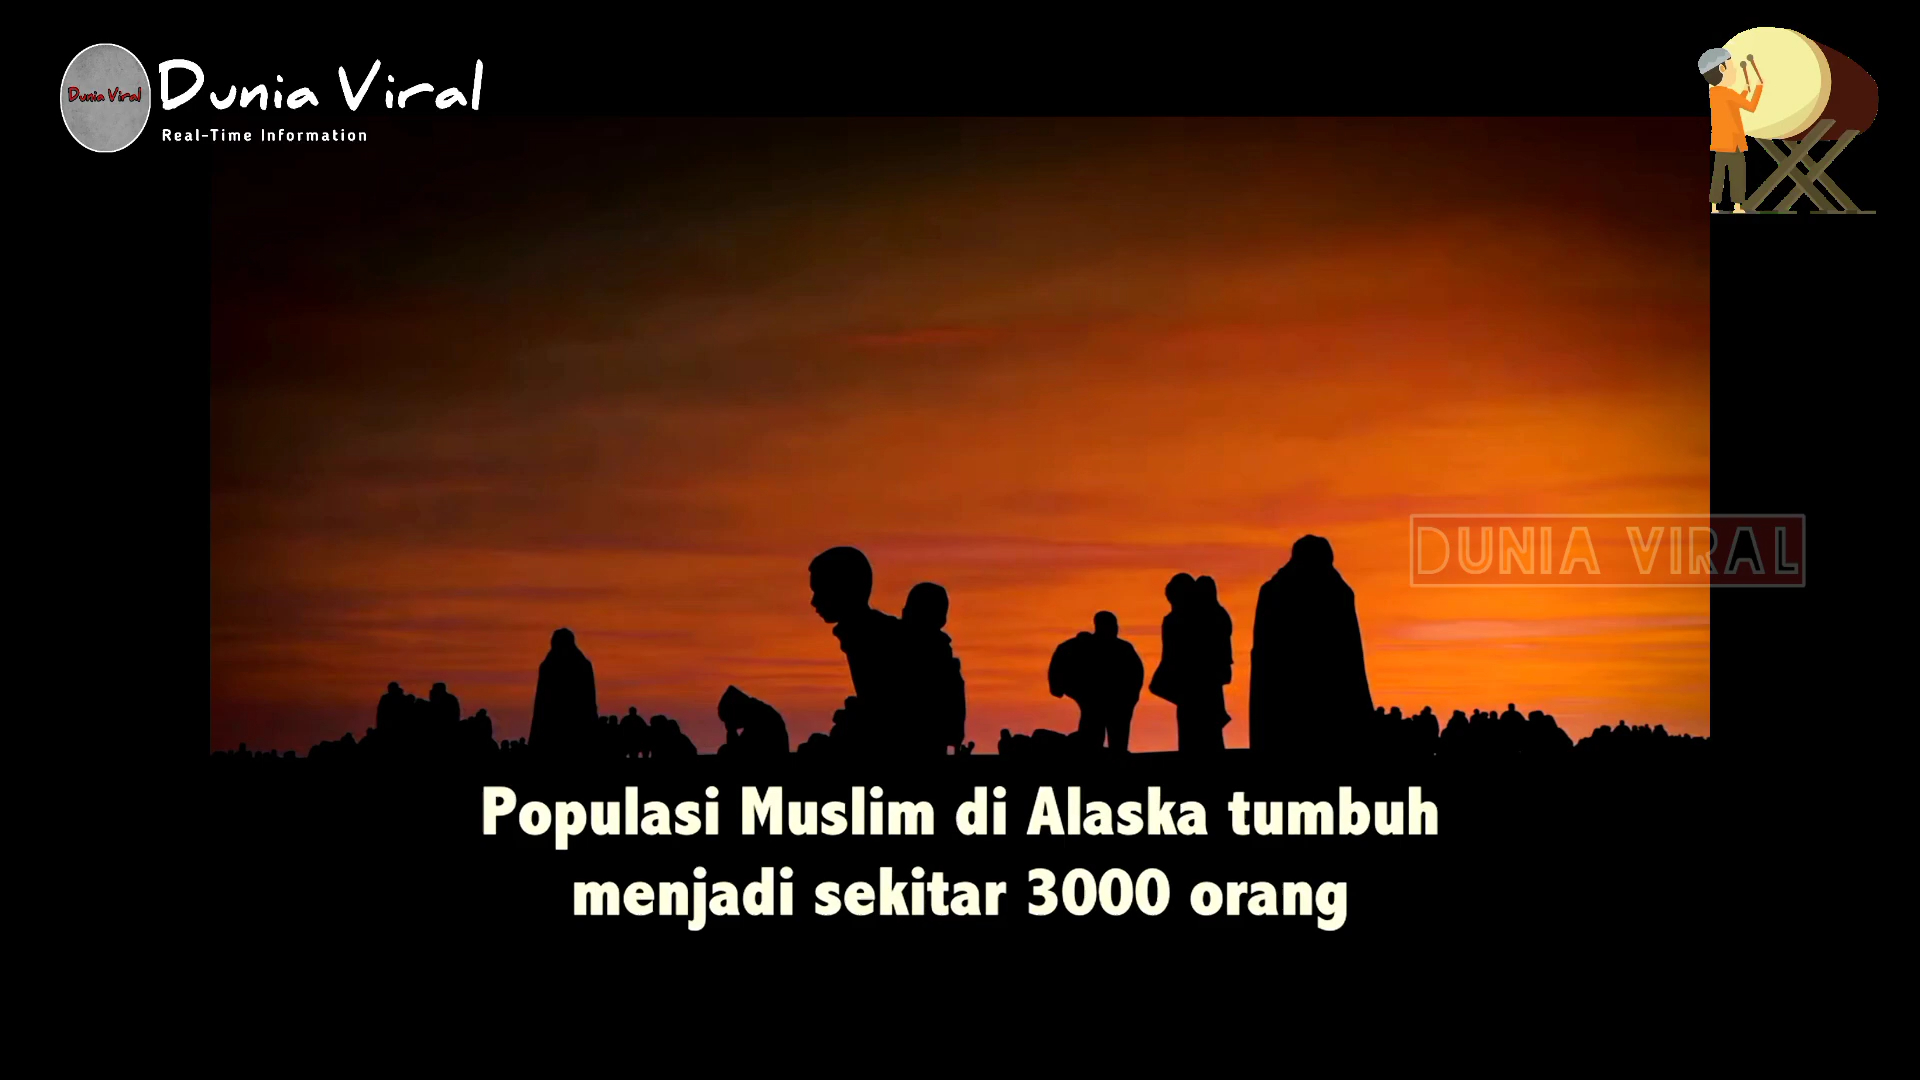 Dunia Viral
Dunia Viral
Real-Time Information
DUNIA VIRAL
Populasi Muslim di Alaska tumbuh
menjadi sekitar 3000 orang